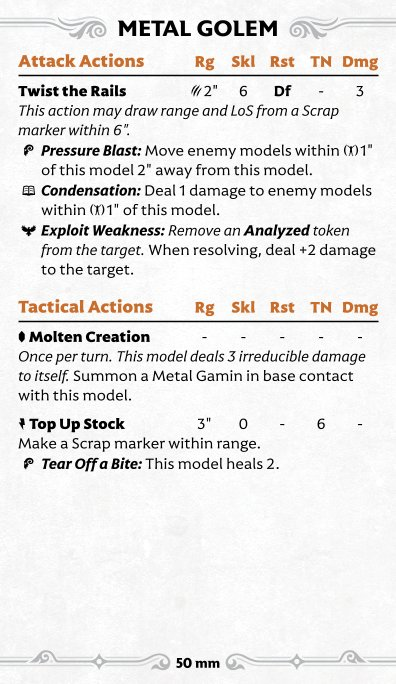 METAL GOLEM
Attack Actions Rg Skl Rst TN Dmg
Twist the Rails 2" 6 Df - 3
This action may draw range and LoS from a Scrap
marker within 6".
Pressure Blast: Move enemy models within 1"
of this model 2" away from this model.
Condensation: Deal 1 damage to enemy models
within 1" of this model.
Exploit Weakness: Remove an Analyzed token
from the target. When resolving, deal +2 damage
to the target.
Tactical Actions Rg Skl Rst TN Dmg
Molten Creation - - - - -
Once per turn. This model deals 3 irreducible damage
to itself. Summon a Metal Gamin in base contact
with this model.
Top Up Stock 3" 0 - 6 -
Make a Scrap marker within range.
Tear Off a Bite: This model heals 2.
50 mm